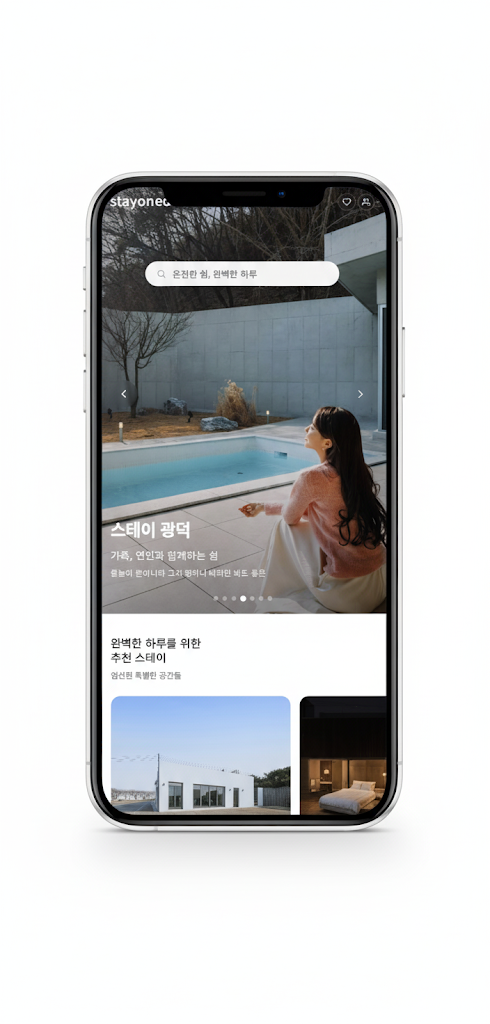 stayoned
온전한 쉼, 완벽한 하루
스테이 광덕
가족, 연인과 함께하는 쉼
완벽한 하루를 위한
추천 스테이
엄선된 특별한 공간들